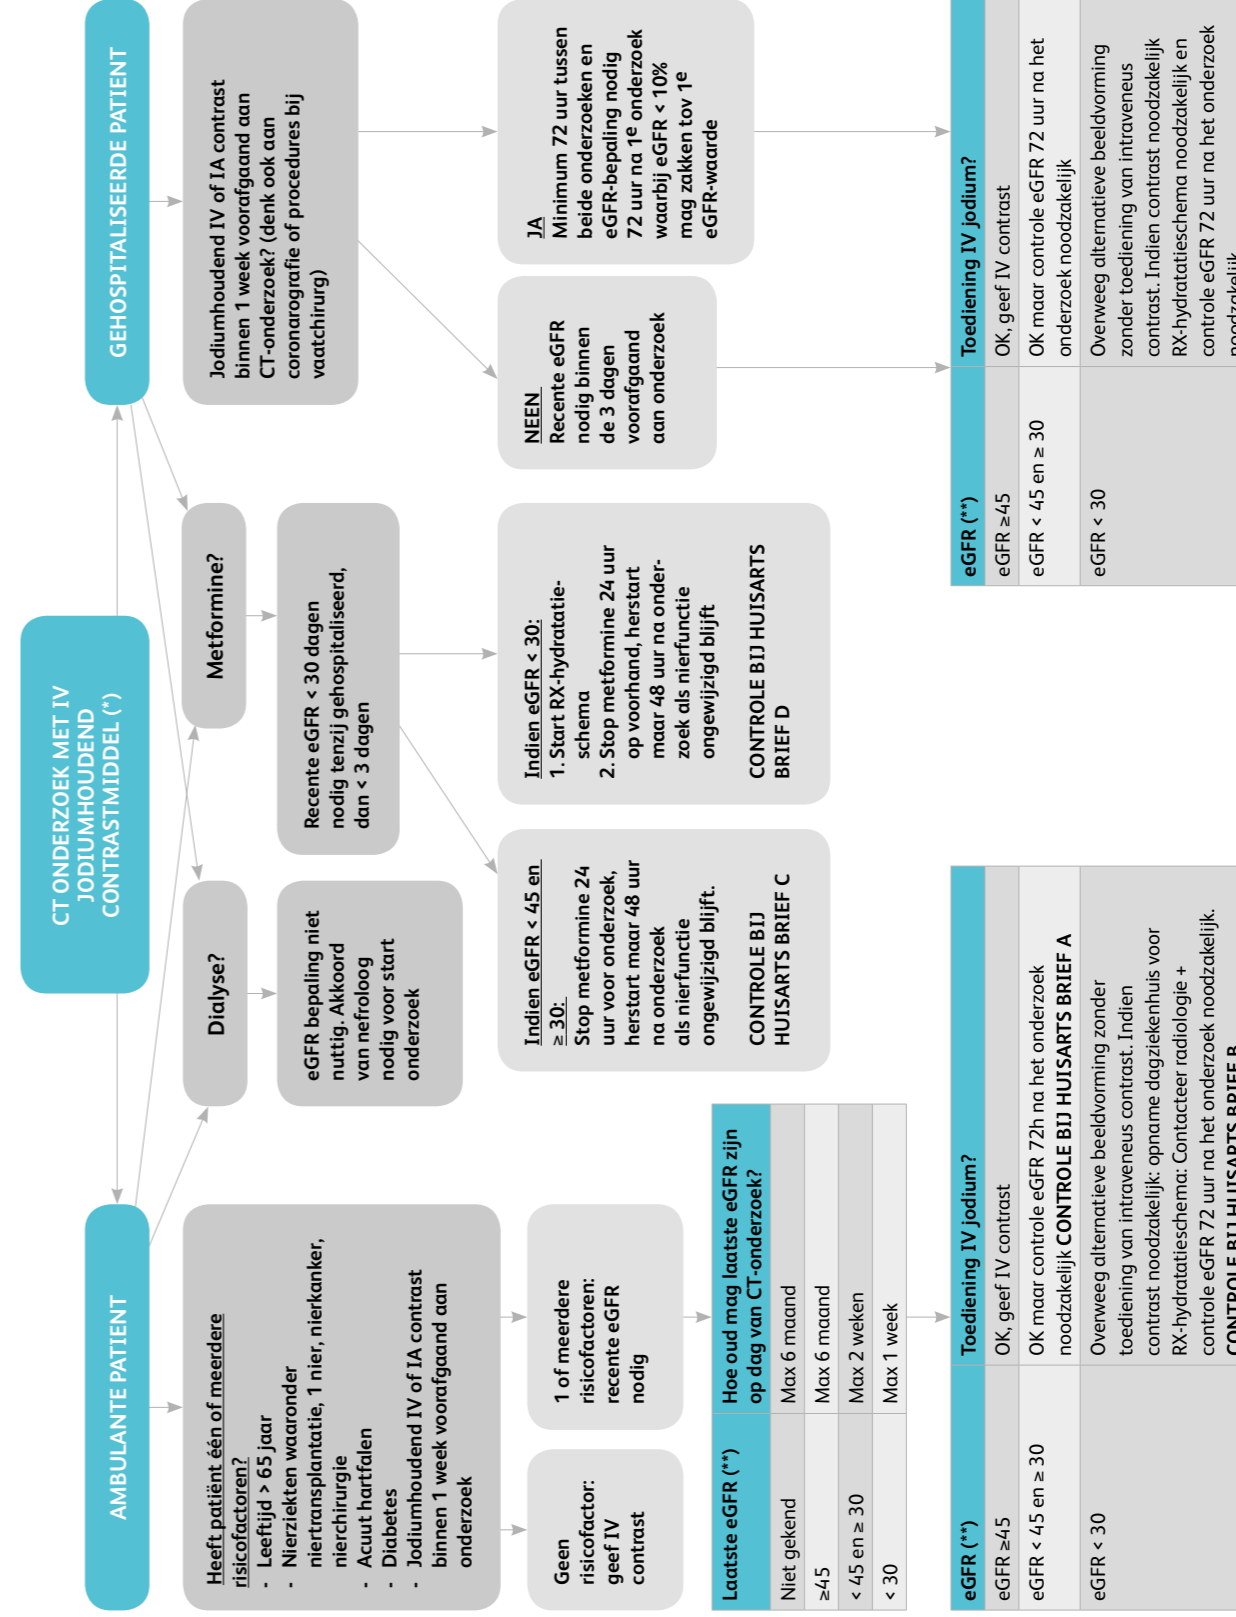 CT ONDERZOEK MET IV
JODIUMHOUDEND
CONTRASTMIDDEL (*)
AMBULANTE PATIENT
GEHOSPITALISEERDE PATIENT
Heeft patiënt één of meerdere
risicofactoren?
- Leeftijd > 65 jaar
- Nierziekten waaronder
niertransplantatie, 1 nier, nierkanker,
nierchirurgie
- Acuut hartfalen
- Diabetes
- Jodiumhoudend IV of IA contrast
binnen 1 week voorafgaand aan
onderzoek
Geen
risicofactor:
geef IV
contrast
1 of meerdere
risicofactoren:
recente eGFR
nodig
Laatste eGFR (**)
Hoe oud mag laatste eGFR zijn
op dag van CT-onderzoek?
Niet gekend
Max 6 maand
≥45
Max 6 maand
< 45 en ≥ 30
Max 2 weken
< 30
Max 1 week
eGFR (**)
Toediening IV jodium?
eGFR ≥45
OK, geef IV contrast
eGFR < 45 en ≥ 30
OK maar controle eGFR 72h na het onderzoek
noodzakelijk CONTROLE BIJ HUISARTS BRIEF A
eGFR < 30
Overweeg alternatieve beeldvorming zonder
toediening van intraveneus contrast. Indien
contrast noodzakelijk: opname dagziekenhuis voor
RX-hydratatieschema: Contacteer radiologie +
controle eGFR 72 uur na het onderzoek noodzakelijk.
CONTROLE BIJ HUISARTS BRIEF B
Dialyse?
eGFR bepaling niet
nuttig. Akkoord
van nefroloog
nodig voor start
onderzoek
Metformine?
Recente eGFR < 30 dagen
nodig tenzij gehospitaliseerd,
dan < 3 dagen
Indien eGFR < 45 en
≥ 30:
Stop metformine 24
uur voor onderzoek,
herstart maar 48 uur
na onderzoek
als nierfunctie
ongewijzigd blijft.
CONTROLE BIJ
HUISARTS BRIEF C
Indien eGFR < 30:
1. Start RX-hydratatie-
schema
2. Stop metformine 24 uur
op voorhand, herstart
maar 48 uur na onder-
zoek als nierfunctie
ongewijzigd blijft
CONTROLE BIJ HUISARTS
BRIEF D
Jodiumhoudend IV of IA contrast
binnen 1 week voorafgaand aan
CT-onderzoek? (denk ook aan
coronarografie of procedures bij
vaatchirurg)
NEEN
Recente eGFR
nodig binnen
de 3 dagen
voorafgaand
aan onderzoek
JA
Minimum 72 uur tussen
beide onderzoeken en
eGFR-bepaling nodig
72 uur na 1e onderzoek
waarbij eGFR < 10%
mag zakken tov 1e
eGFR-waarde
eGFR (**)
Toediening IV jodium?
eGFR ≥45
OK, geef IV contrast
eGFR < 45 en ≥ 30
OK maar controle eGFR 72 uur na het
onderzoek noodzakelijk
eGFR < 30
Overweeg alternatieve beeldvorming
zonder toediening van intraveneus
contrast. Indien contrast noodzakelijk
RX-hydratatieschema noodzakelijk en
controle eGFR 72 uur na het onderzoek
noodzakelijk